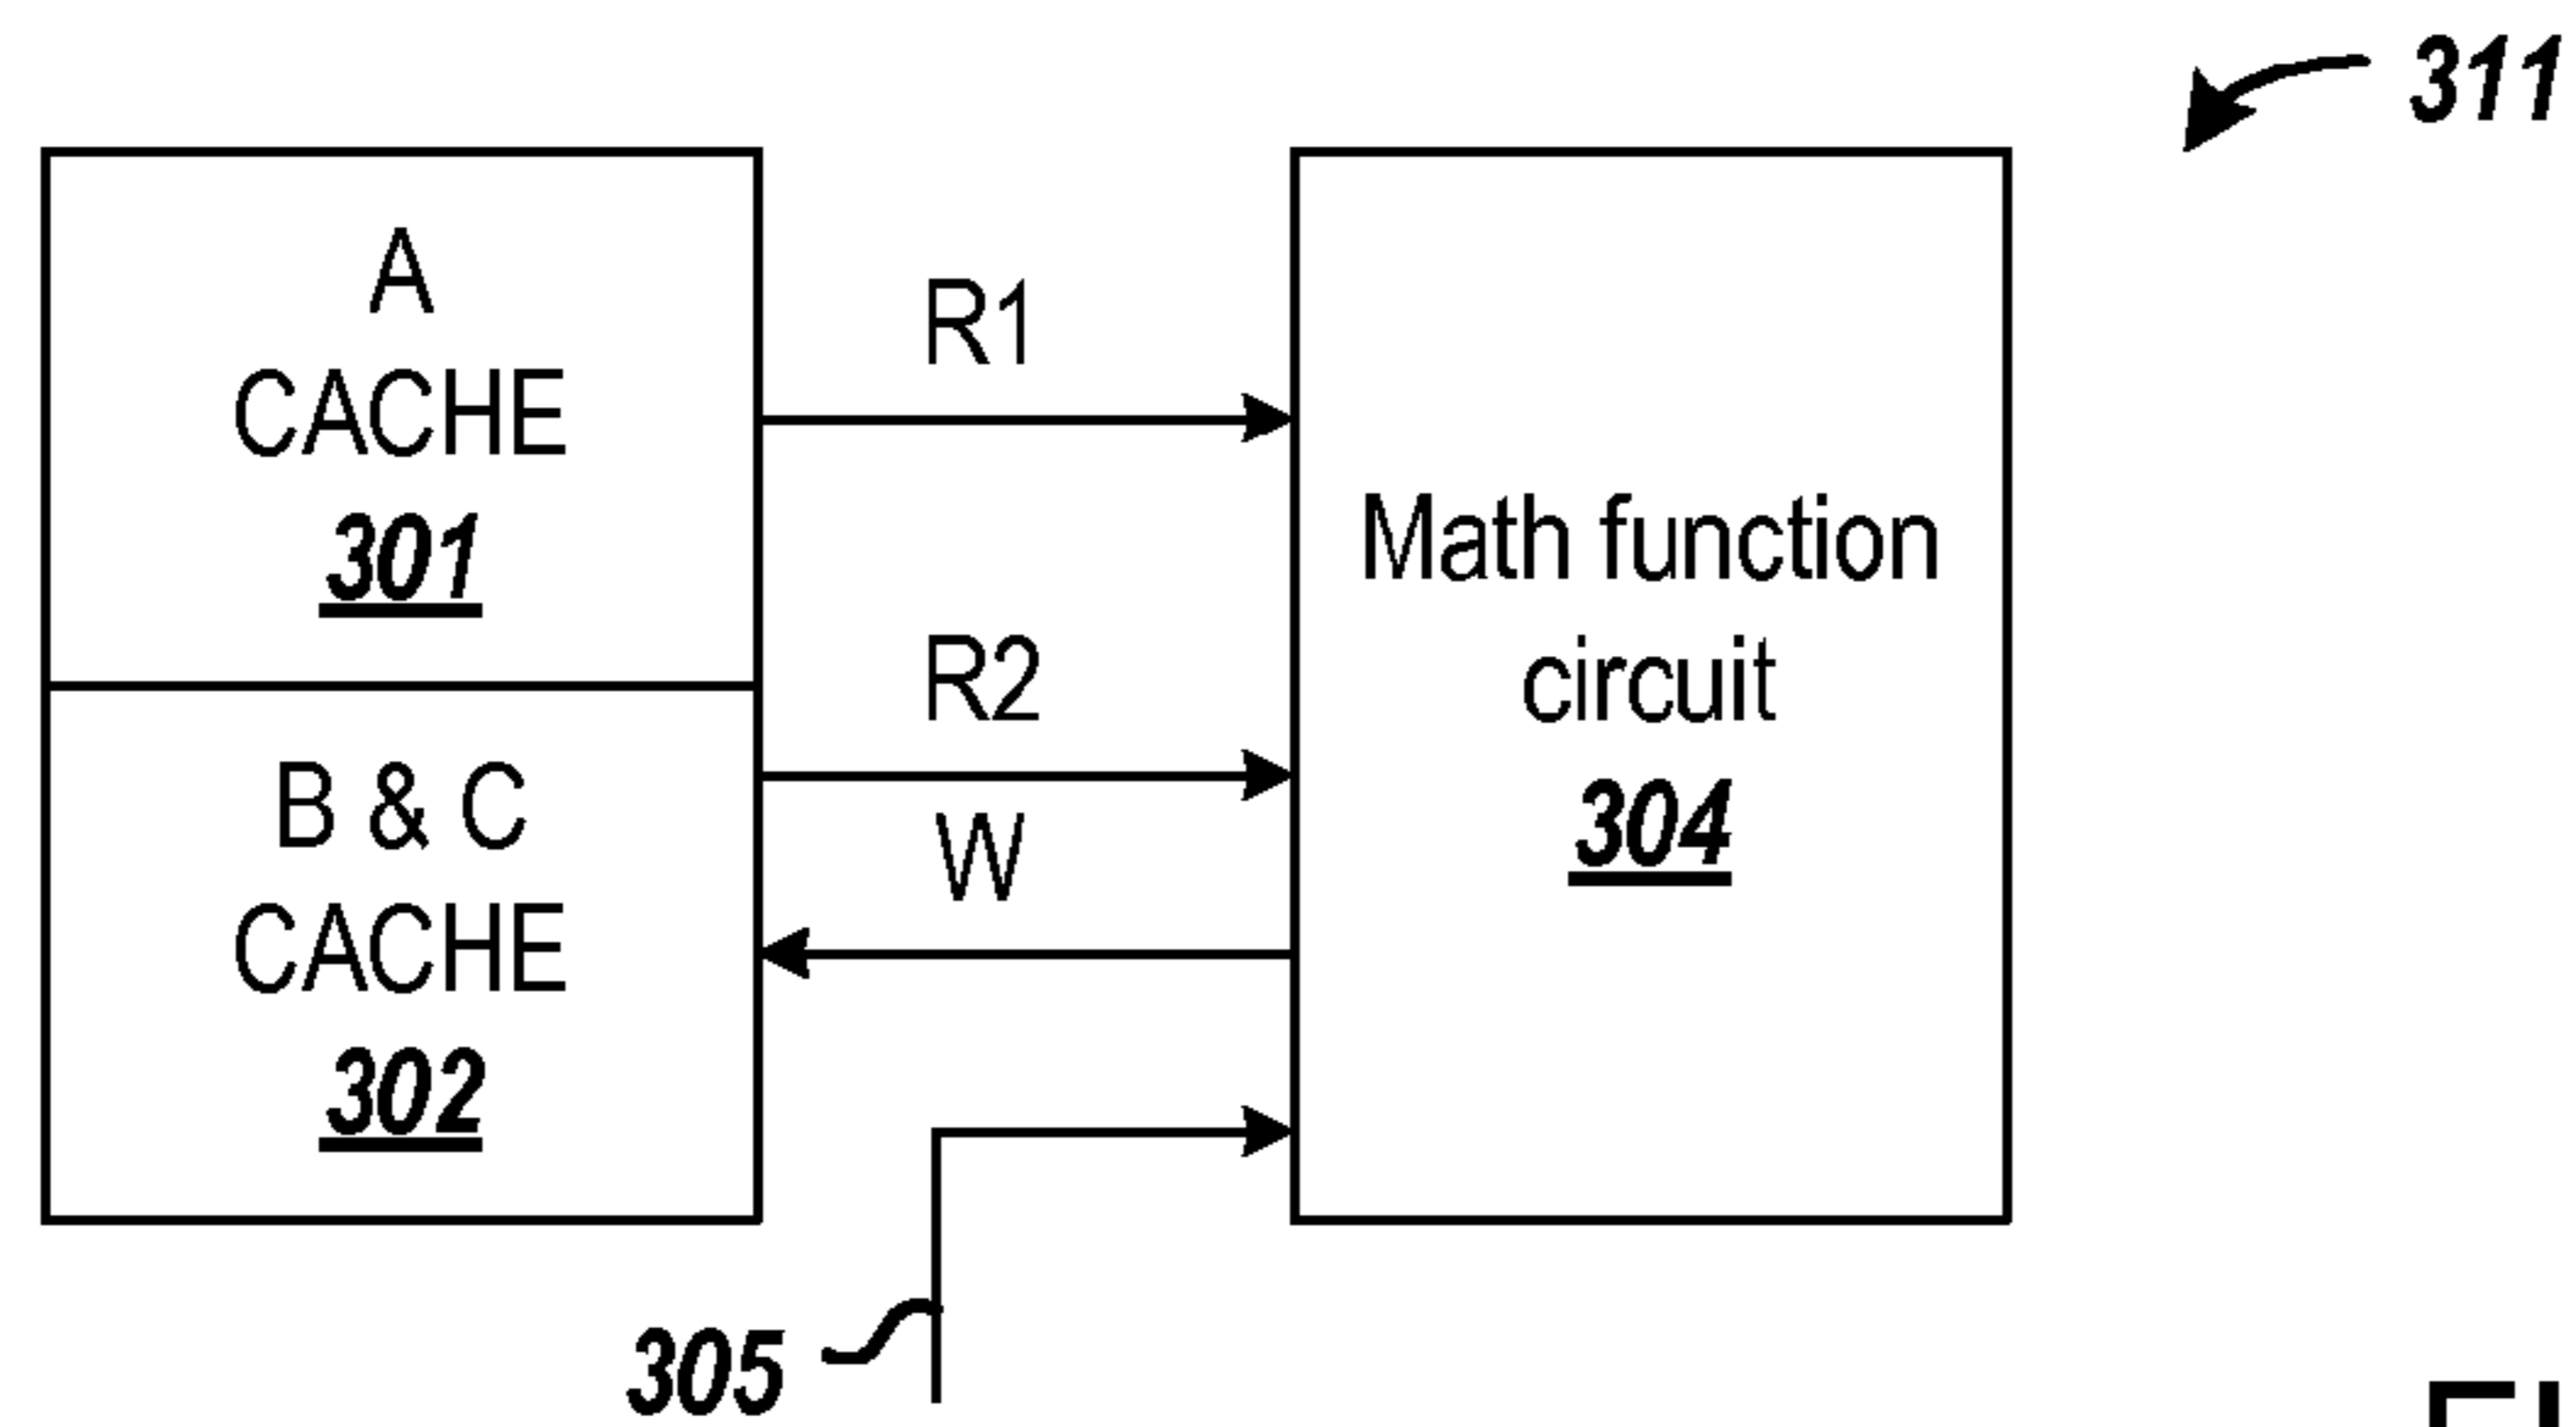 311
A
CACHE
301
R1
Math function
circuit
304
R2
B & C
CACHE
302
W
305